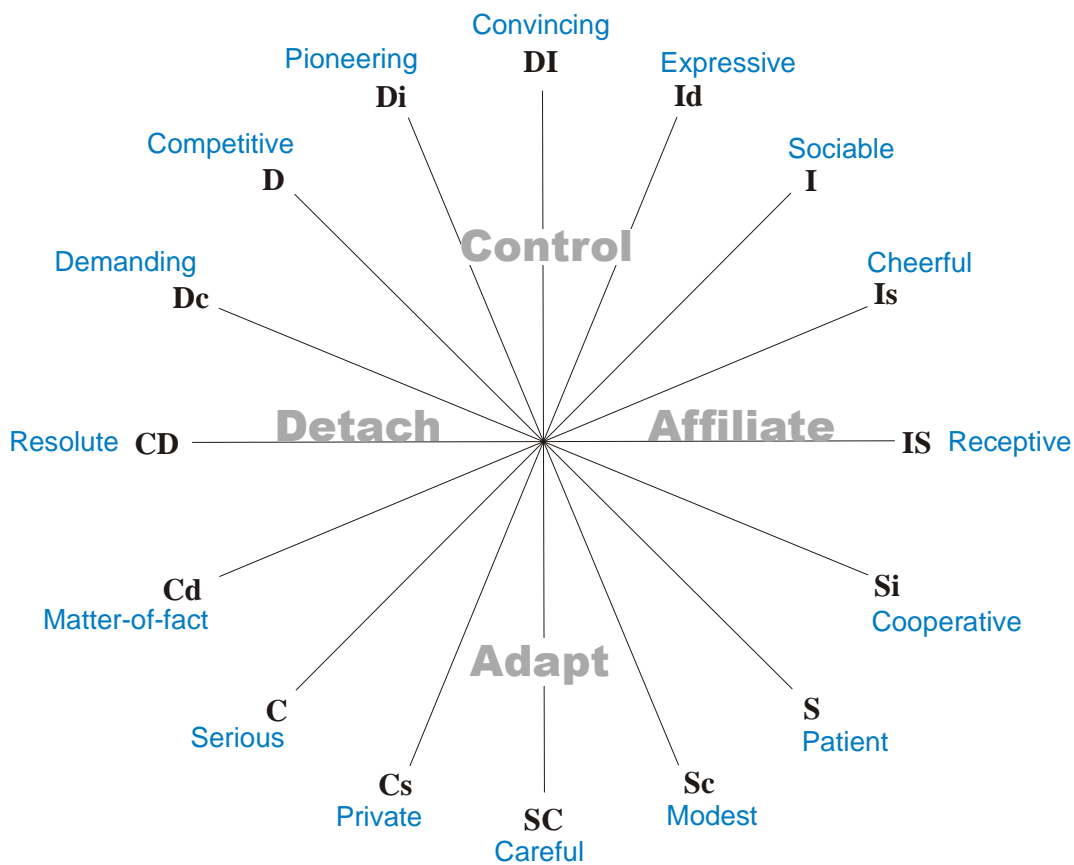 Convincing
DI
Pioneering
Di
Expressive
Id
Competitive
D
Sociable
I
Control
Demanding
Dc
Cheerful
Is
Detach
Affiliate
Resolute CD
IS Receptive
Cd
Matter-of-fact
Si
Cooperative
Adapt
C
Serious
S
Patient
Cs
Private
Sc
Modest
SC
Careful